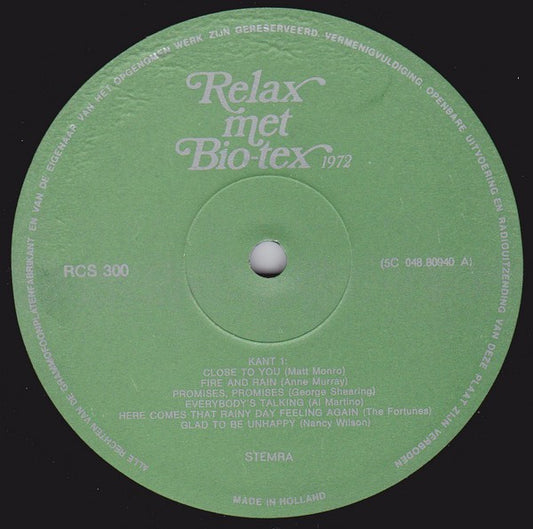 ALLE RECHTEN VAN DE GRAMMOFOONPLATENFABRIKANT EN VAN DE EIGENAAR VAN HET OPGENOMEN WERK ZIJN GERESERVEERD. VERMENIGVULDIGING, OPENBARE UITVOERING EN RADIOUITZENDING VAN DEZE PLAAT ZIJN VERBODEN
Relax
met
Bio-tex 1972
RCS 300
(5C 048.80940 A)
KANT 1:
CLOSE TO YOU (Matt Monro)
FIRE AND RAIN (Anne Murray)
PROMISES, PROMISES (George Shearing)
EVERYBODY'S TALKING (Al Martino)
HERE COMES THAT RAINY DAY FEELING AGAIN (The Fortunes)
GLAD TO BE UNHAPPY (Nancy Wilson)
STEMRA
MADE IN HOLLAND